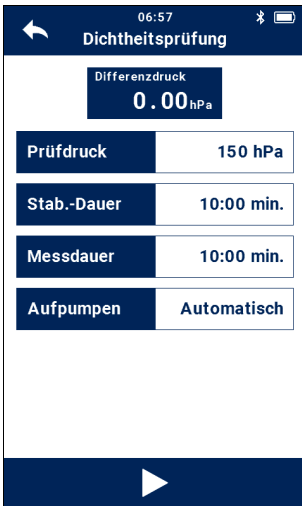 06:57
Dichtheitsprüfung
Differenzdruck
0.00hPa
Prüfdruck 150 hPa
Stab.-Dauer 10:00 min.
Messdauer 10:00 min.
Aufpumpen Automatisch